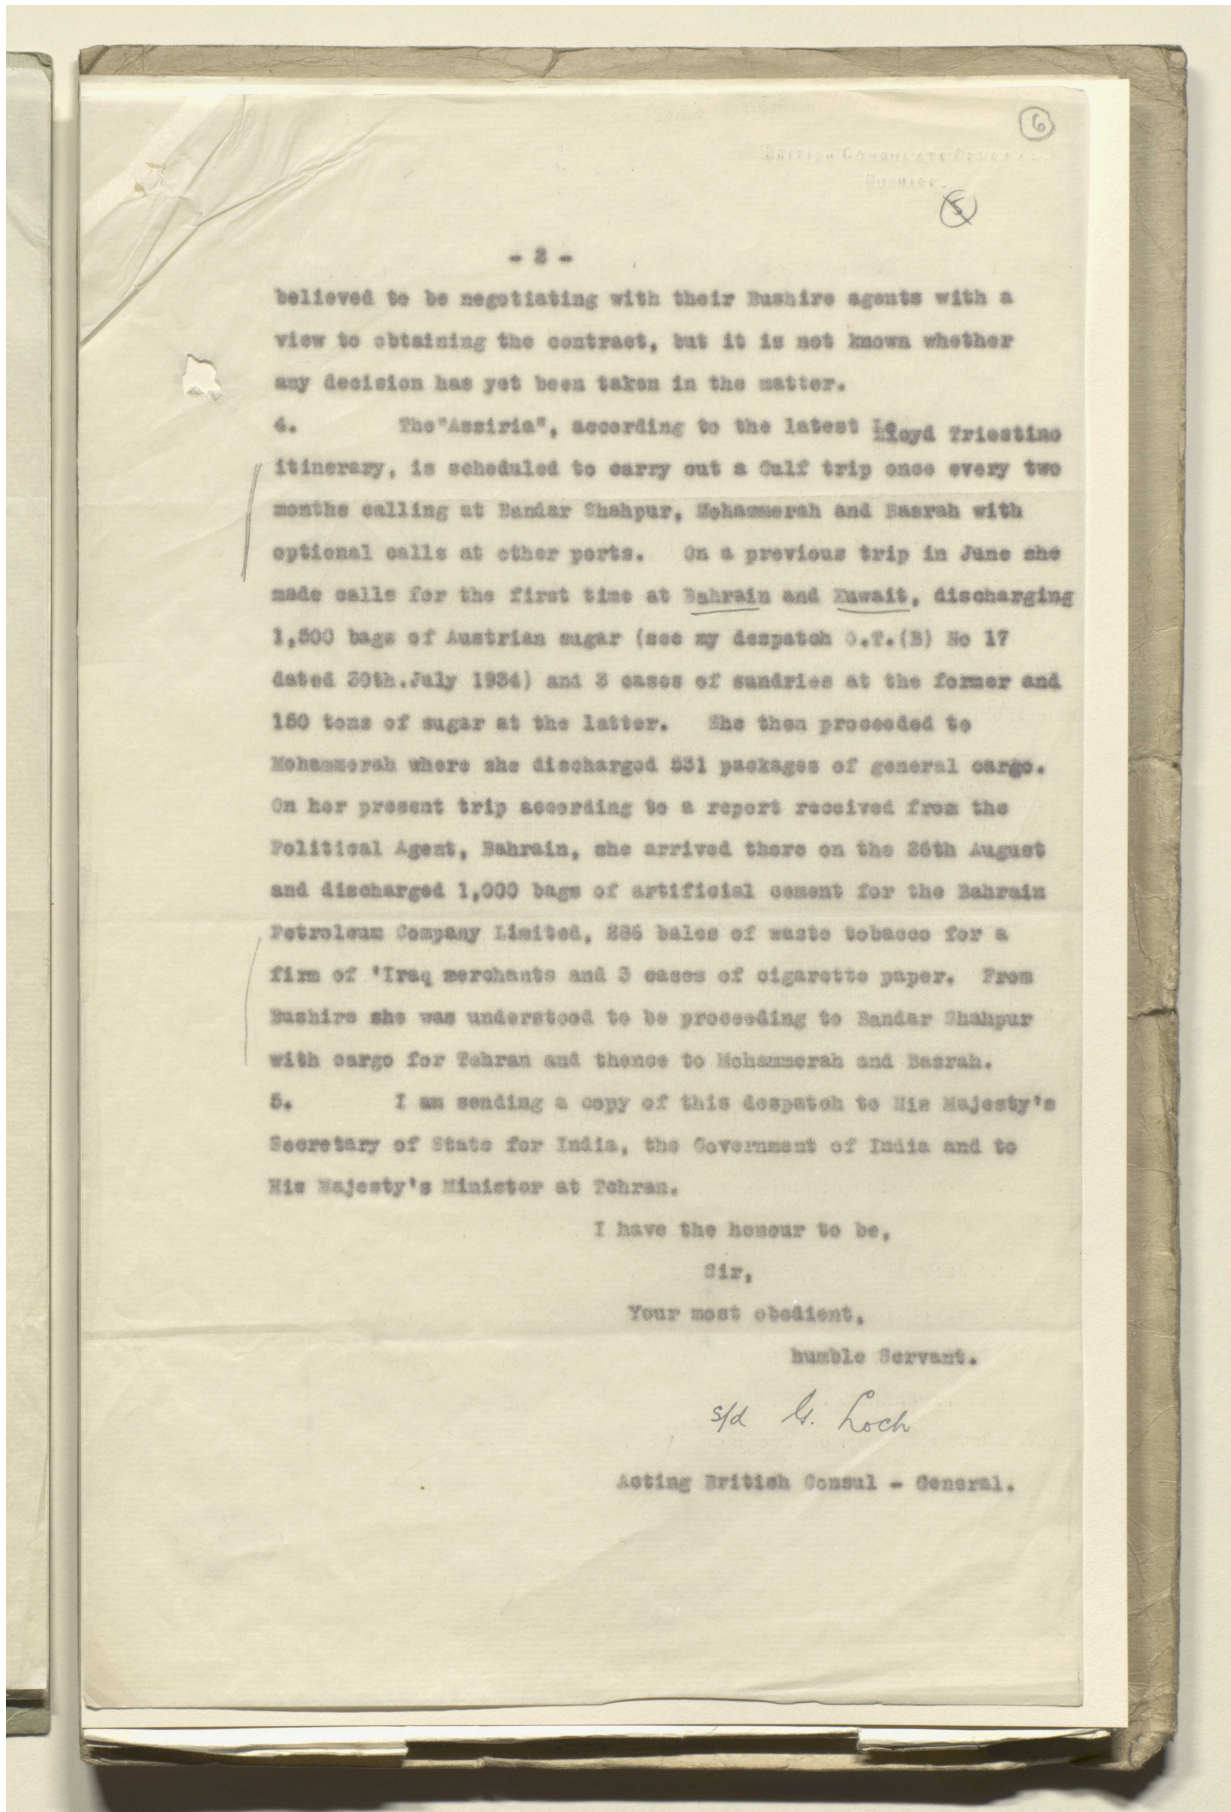 6
BRITISH CONSULATE GENERAL.
BUSHIRE.
5
- 2 -
believed to be negotiating with their Bushire agents with a
view to obtaining the contract, but it is not known whether
any decision has yet been taken in the matter.
4. The"Assiria", according to the latest Lloyd Triestino
itinerary, is scheduled to carry out a Gulf trip once every two
months calling at Bandar Shahpur, Mohammerah and Basrah with
optional calls at other ports. On a previous trip in June she
made calls for the first time at Bahrain and Kuwait, discharging
1,500 bags of Austrian sugar (see my despatch O.T.(B) No 17
dated 30th.July 1934) and 3 cases of sundries at the former and
150 tons of sugar at the latter. She then proceeded to
Mohammerah where she discharged 531 packages of general cargo.
On her present trip according to a report received from the
Political Agent, Bahrain, she arrived there on the 26th August
and discharged 1,000 bags of artificial cement for the Bahrain
Petroleum Company Limited, 286 bales of waste tobacco for a
firm of 'Iraq merchants and 3 cases of cigarette paper. From
Bushire she was understood to be proceeding to Bandar Shahpur
with cargo for Tehran and thence to Mohammerah and Basrah.
5. I am sending a copy of this despatch to His Majesty's
Secretary of State for India, the Government of India and to
His Majesty's Minister at Tehran.
I have the honour to be,
Sir,
Your most obedient,
humble Servant.
s/d G. Loch
Acting British Consul - General.